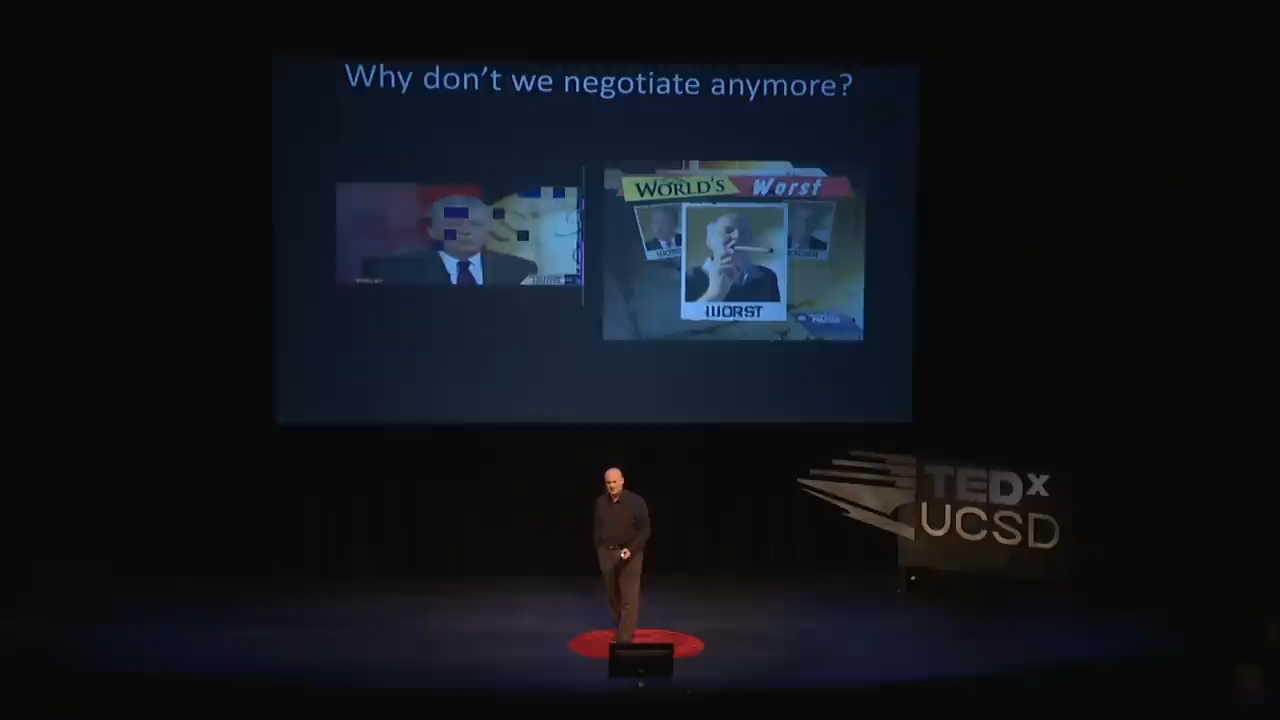 Why don't we negotiate anymore?
WORLD'S Worst
WORST
TEDx
UCSD